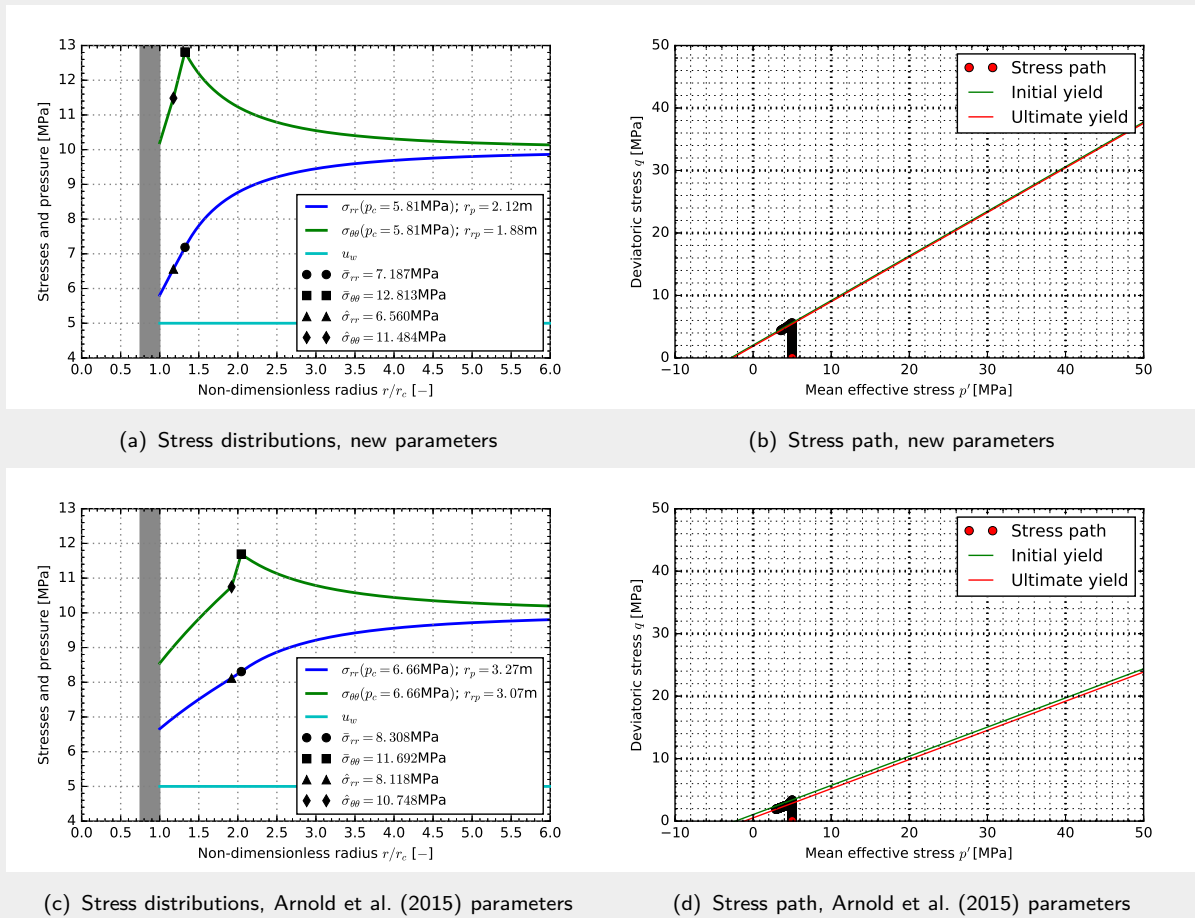 13
12
11
10
9
8
7
6
5
4
0.0 0.5 1.0 1.5 2.0 2.5 3.0 3.5 4.0 4.5 5.0 5.5 6.0
Non-dimensionless radius r/r_c [−]
Stresses and pressure [MPa]
σ_rr(p_c = 5.81MPa); r_p = 2.12m
σ_θθ(p_c = 5.81MPa); r_rp = 1.88m
u_w
σ̄_rr = 7.187MPa
σ̄_θθ = 12.813MPa
σ̂_rr = 6.560MPa
σ̂_θθ = 11.484MPa
50
40
30
20
10
0
−10 0 10 20 30 40 50
Mean effective stress p′ [MPa]
Deviatoric stress q [MPa]
Stress path
Initial yield
Ultimate yield
(a) Stress distributions, new parameters
(b) Stress path, new parameters
13
12
11
10
9
8
7
6
5
4
0.0 0.5 1.0 1.5 2.0 2.5 3.0 3.5 4.0 4.5 5.0 5.5 6.0
Non-dimensionless radius r/r_c [−]
Stresses and pressure [MPa]
σ_rr(p_c = 6.66MPa); r_p = 3.27m
σ_θθ(p_c = 6.66MPa); r_rp = 3.07m
u_w
σ̄_rr = 8.308MPa
σ̄_θθ = 11.692MPa
σ̂_rr = 8.118MPa
σ̂_θθ = 10.748MPa
50
40
30
20
10
0
−10 0 10 20 30 40 50
Mean effective stress p′ [MPa]
Deviatoric stress q [MPa]
Stress path
Initial yield
Ultimate yield
(c) Stress distributions, Arnold et al. (2015) parameters
(d) Stress path, Arnold et al. (2015) parameters